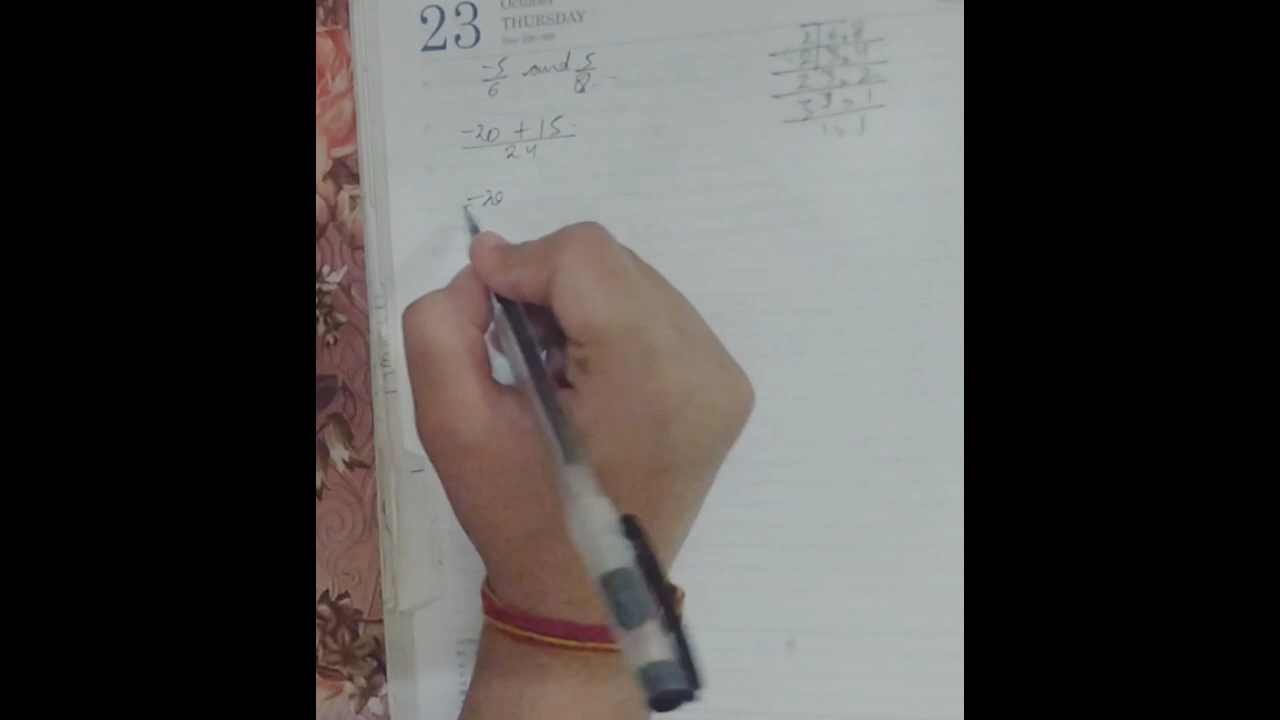 23
October
THURSDAY
-5/6 and 5/8
-20 + 15
24
-20
2 6, 8
2 3, 4
2 3, 2
3 3, 1
1, 1